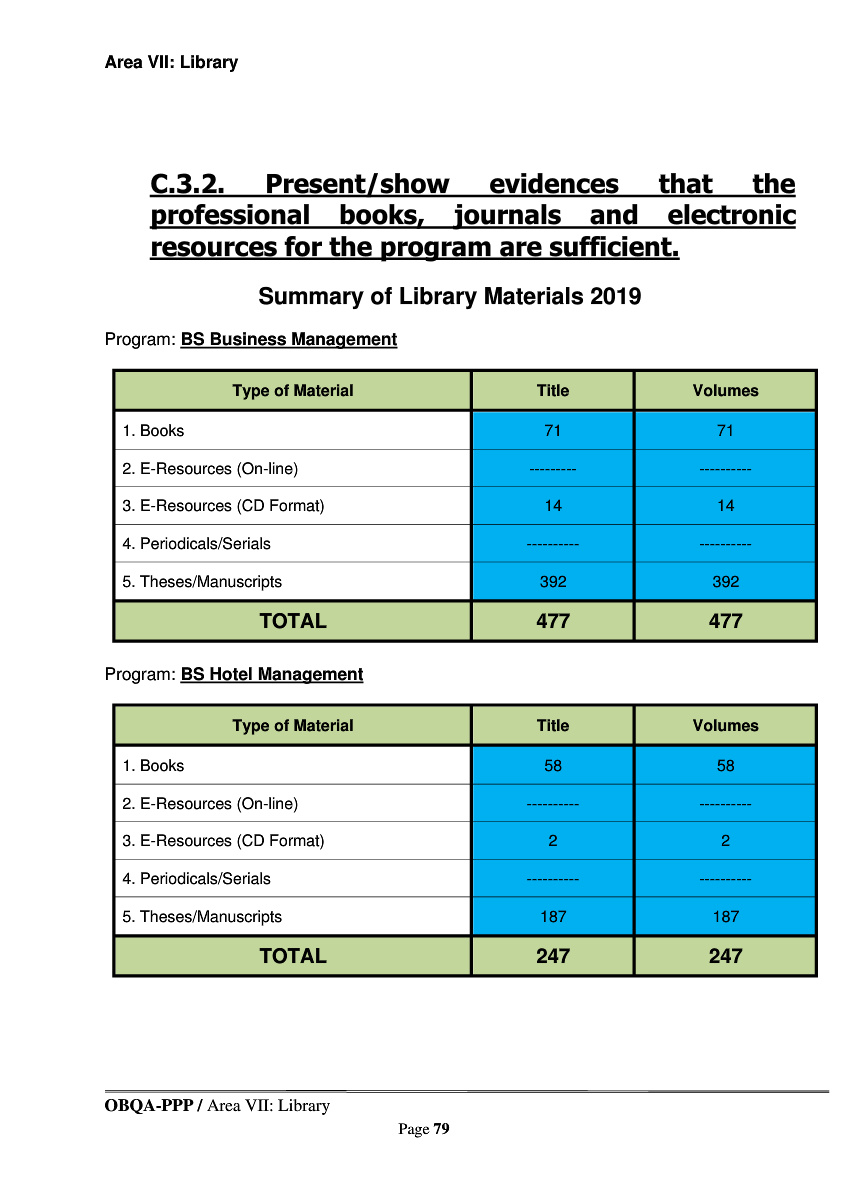 Area VII: Library
C.3.2. Present/show evidences that the
professional books, journals and electronic
resources for the program are sufficient.
Summary of Library Materials 2019
Program: BS Business Management
Type of Material Title Volumes
1. Books 71 71
2. E-Resources (On-line) --------- ----------
3. E-Resources (CD Format) 14 14
4. Periodicals/Serials ---------- ----------
5. Theses/Manuscripts 392 392
TOTAL 477 477
Program: BS Hotel Management
Type of Material Title Volumes
1. Books 58 58
2. E-Resources (On-line) ---------- ----------
3. E-Resources (CD Format) 2 2
4. Periodicals/Serials ---------- ----------
5. Theses/Manuscripts 187 187
TOTAL 247 247
OBQA-PPP / Area VII: Library
Page 79